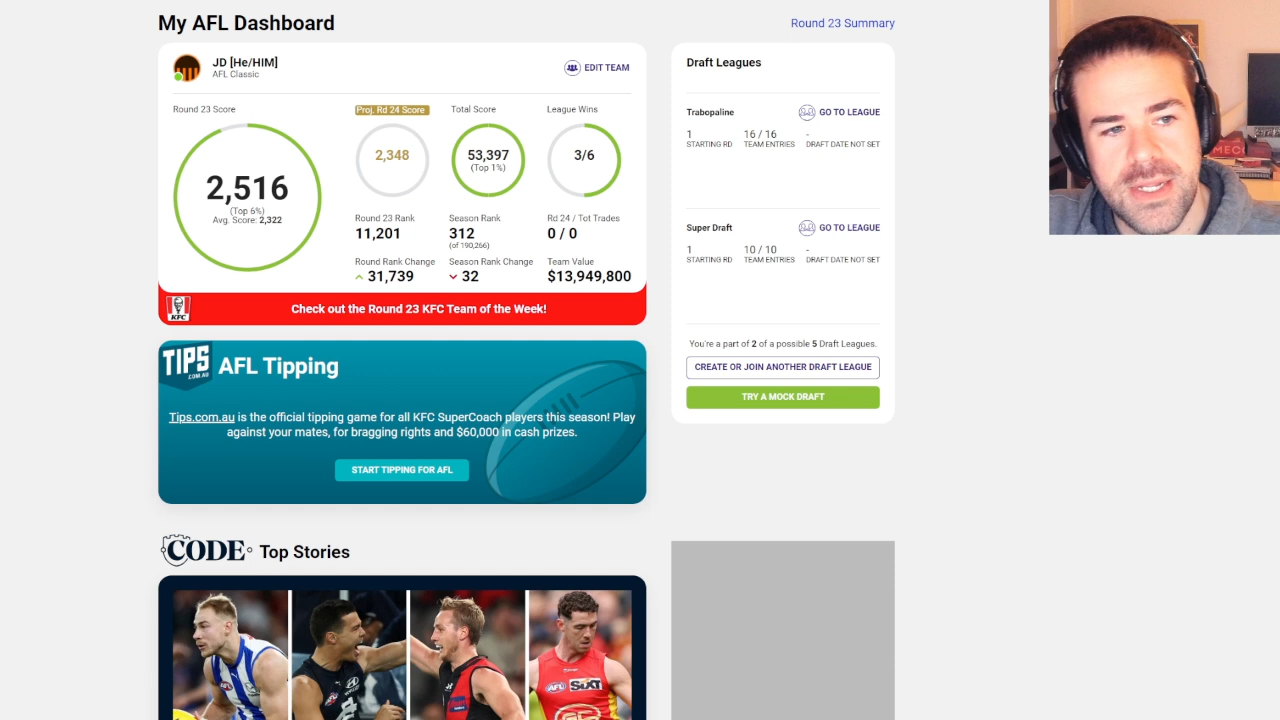 My AFL Dashboard
Round 23 Summary
JD [He/HIM]
AFL Classic
EDIT TEAM
Round 23 Score
Proj. Rd 24 Score
Total Score
League Wins
2,516
(Top 6%)
Avg. Score: 2,322
2,348
53,397
(Top 1%)
3/6
Round 23 Rank
11,201
Season Rank
312
(of 190,266)
Rd 24 / Tot Trades
0 / 0
Round Rank Change
31,739
Season Rank Change
32
Team Value
$13,949,800
KFC
Check out the Round 23 KFC Team of the Week!
Draft Leagues
Trabopaline
GO TO LEAGUE
1
STARTING RD
16 / 16
TEAM ENTRIES
-
DRAFT DATE NOT SET
Super Draft
GO TO LEAGUE
1
STARTING RD
10 / 10
TEAM ENTRIES
-
DRAFT DATE NOT SET
You're a part of 2 of a possible 5 Draft Leagues.
CREATE OR JOIN ANOTHER DRAFT LEAGUE
TRY A MOCK DRAFT
TIPS
.COM.AU
AFL Tipping
Tips.com.au is the official tipping game for all KFC SuperCoach players this season! Play
against your mates, for bragging rights and $60,000 in cash prizes.
START TIPPING FOR AFL
CODE
Top Stories
AFL
SiXT